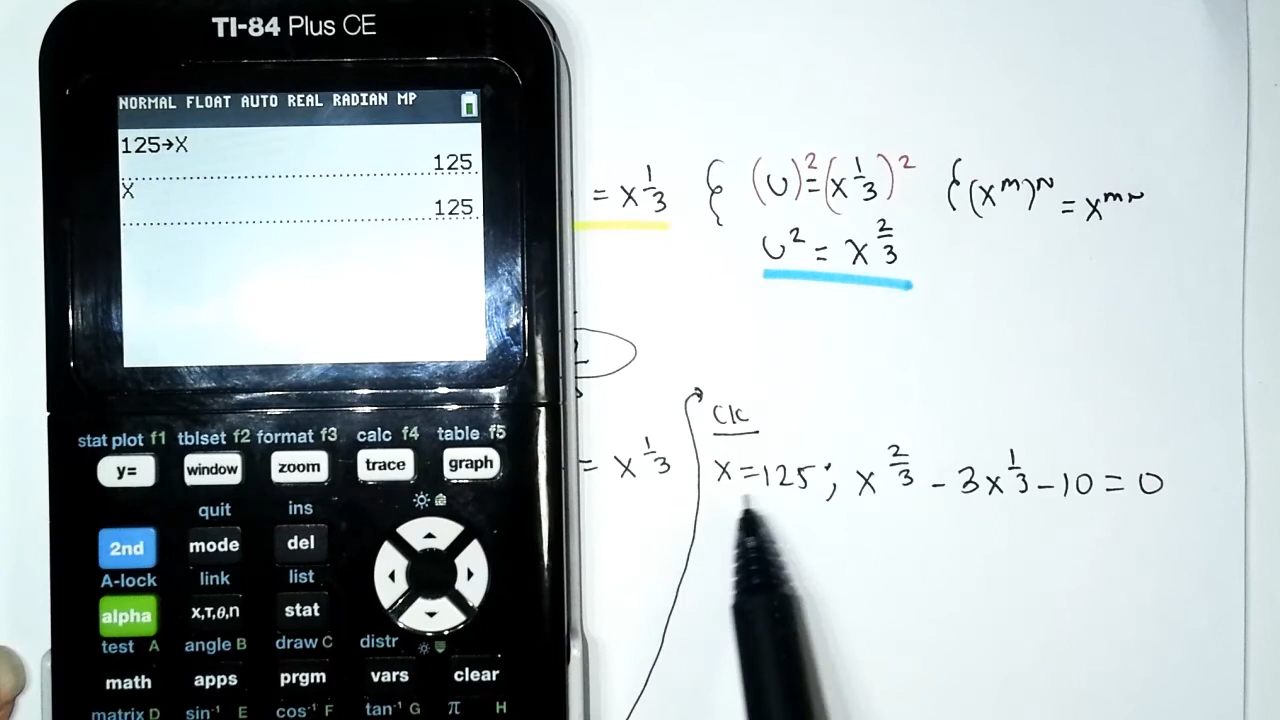 TI-84 Plus CE
NORMAL FLOAT AUTO REAL RADIAN MP
125→X
125
X
125
= x^(1/3) { (U)^2=(x^(1/3))^2 {(x^m)^n = x^(mn)
U^2 = x^(2/3)
Ck
= x^(1/3) x=125; x^(2/3) - 3x^(1/3) - 10 = 0
stat plot f1 tblset f2 format f3 calc f4 table f5
y= window zoom trace graph
quit ins
2nd mode del
A-lock link list
alpha x,T,θ,n stat
test A angle B draw C distr
math apps prgm vars clear
matrix D sin⁻¹ E cos⁻¹ F tan⁻¹ G π H